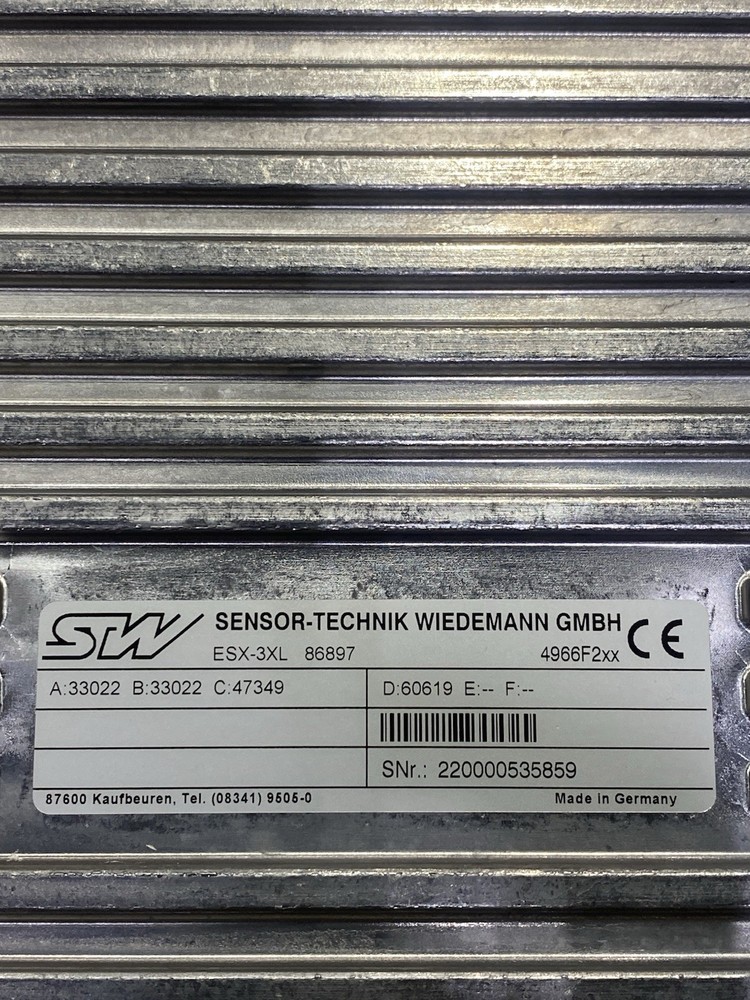 STW SENSOR-TECHNIK WIEDEMANN GMBH CE
ESX-3XL 86897 4966F2xx
A:33022 B:33022 C:47349 D:60619 E:-- F:--
SNr.: 220000535859
87600 Kaufbeuren, Tel. (08341) 9505-0 Made in Germany